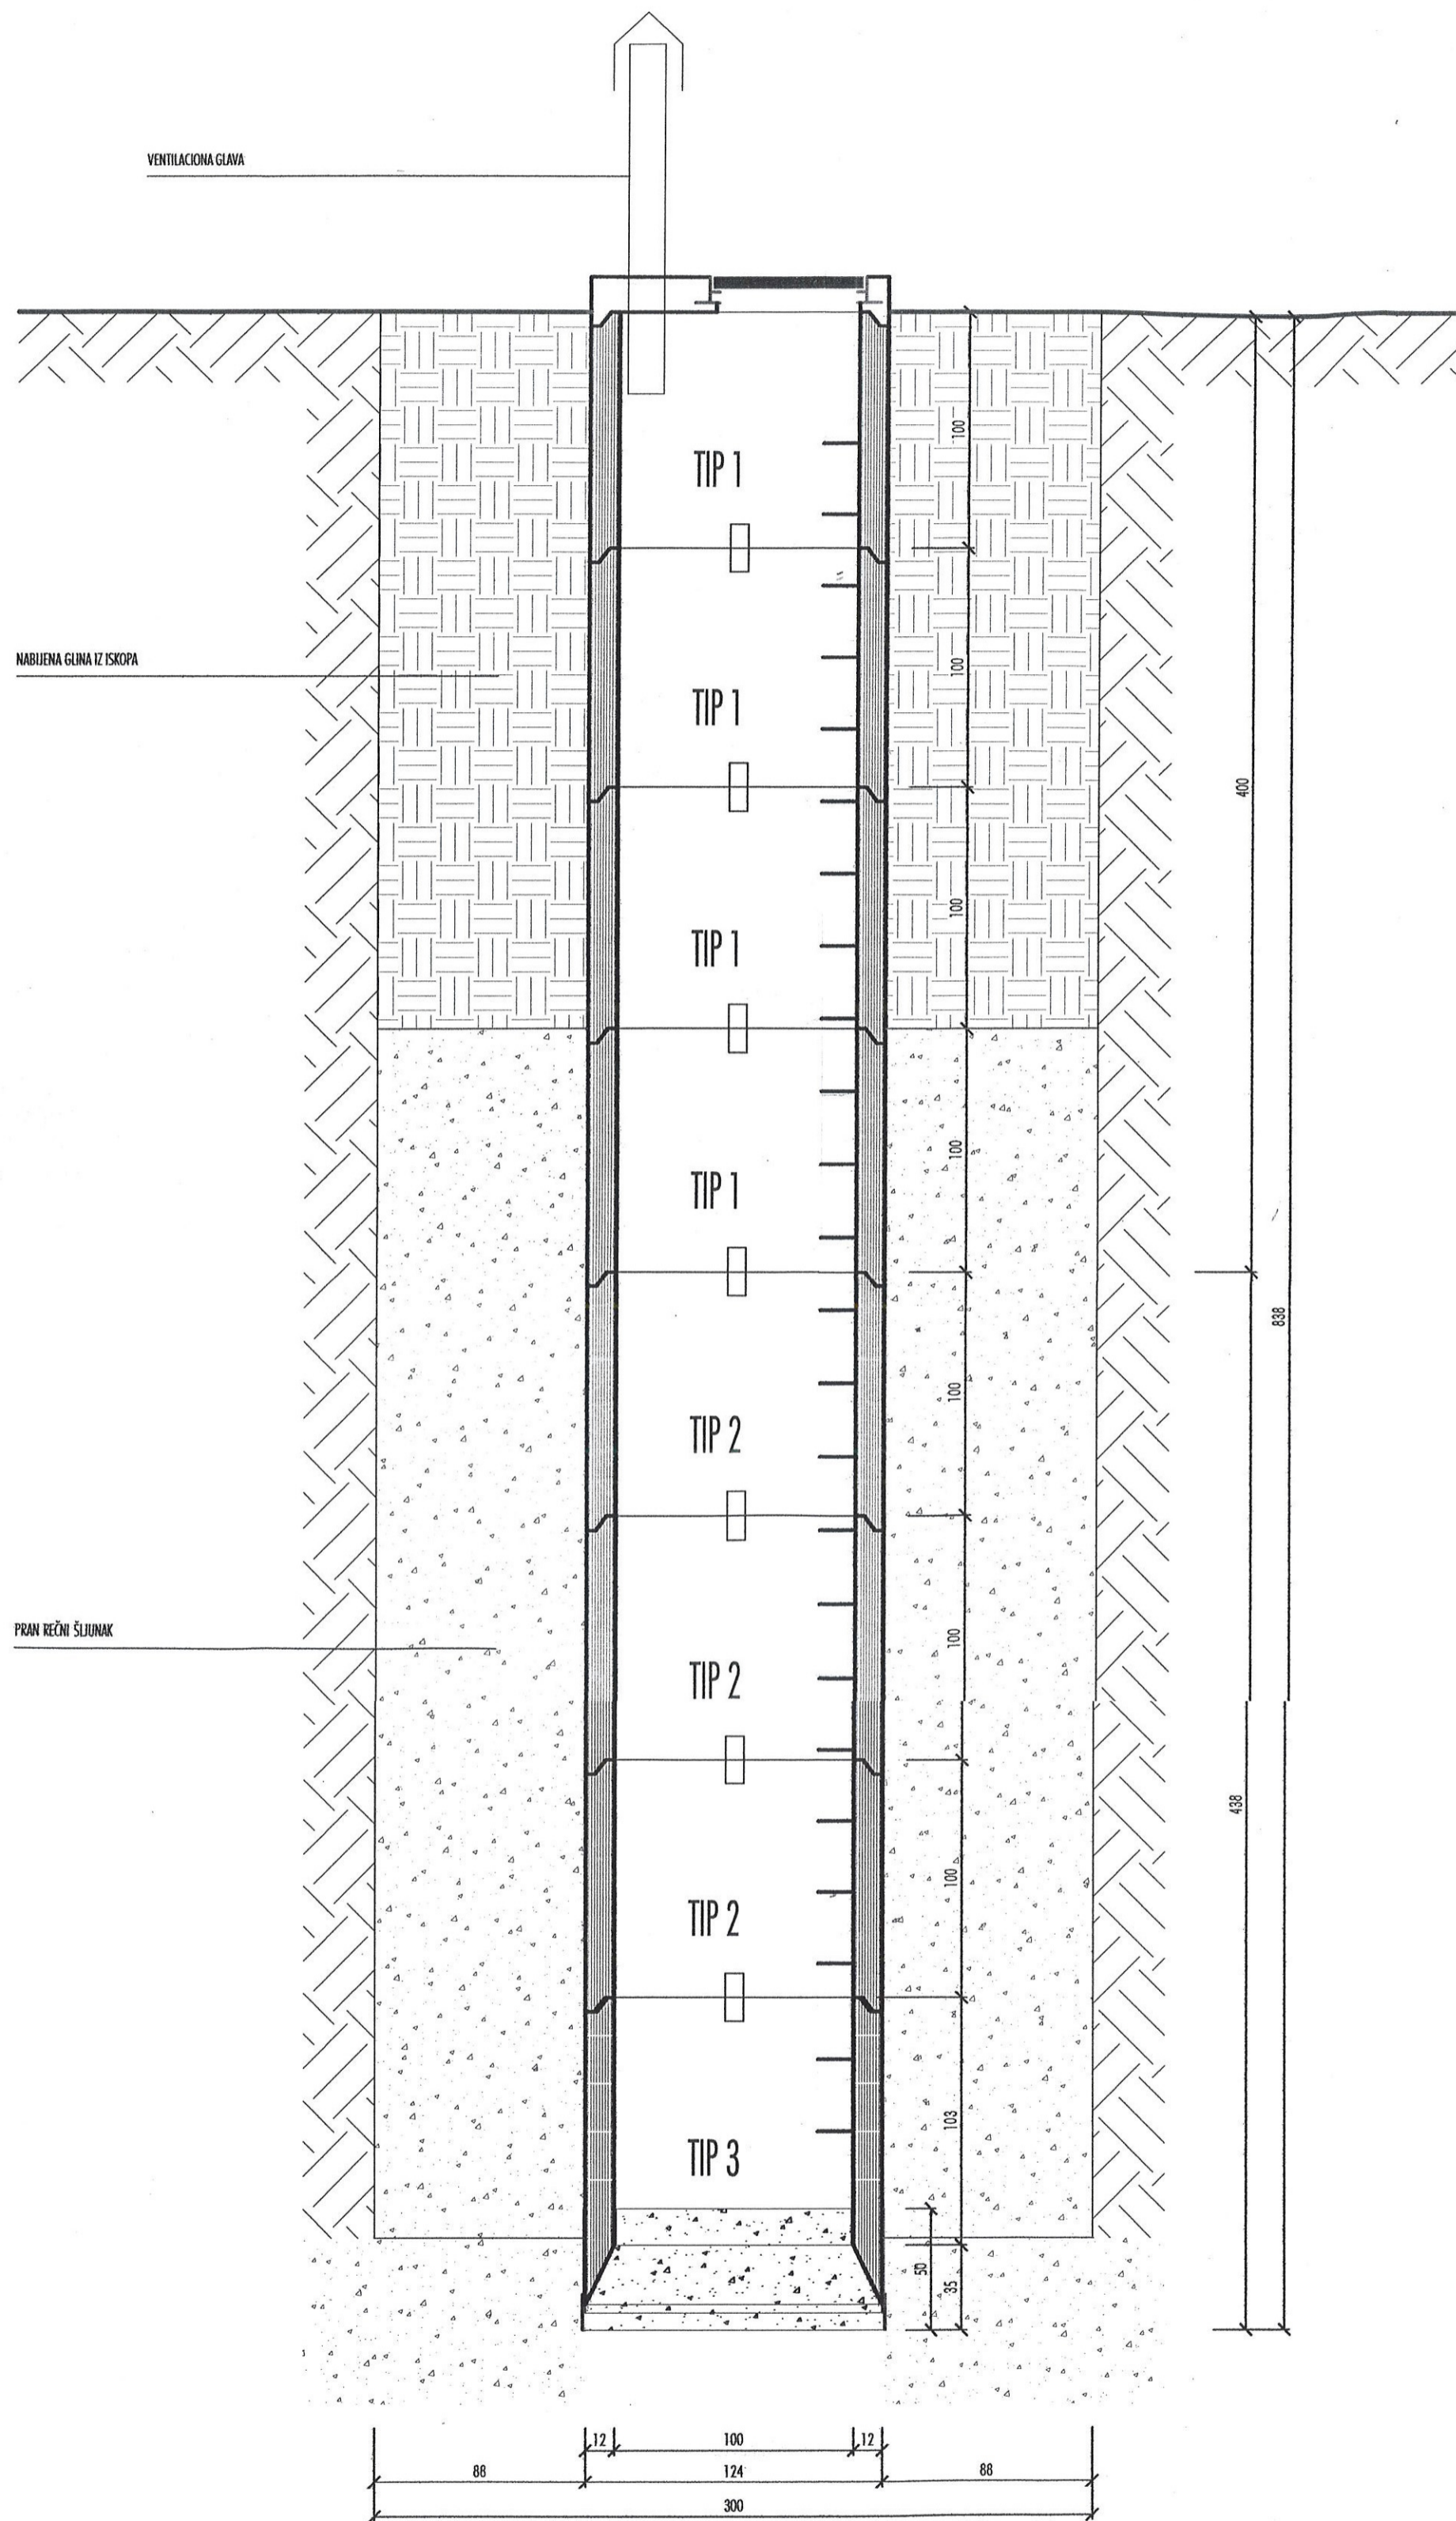 VENTILACIONA GLAVA
TIP 1
100
NABIJENA GLINA IZ ISKOPA
TIP 1
100
400
TIP 1
100
TIP 1
100
838
TIP 2
100
PRAN REČNI ŠLJUNAK
TIP 2
100
438
TIP 2
100
TIP 3
103
50
35
12
100
12
88
124
88
300